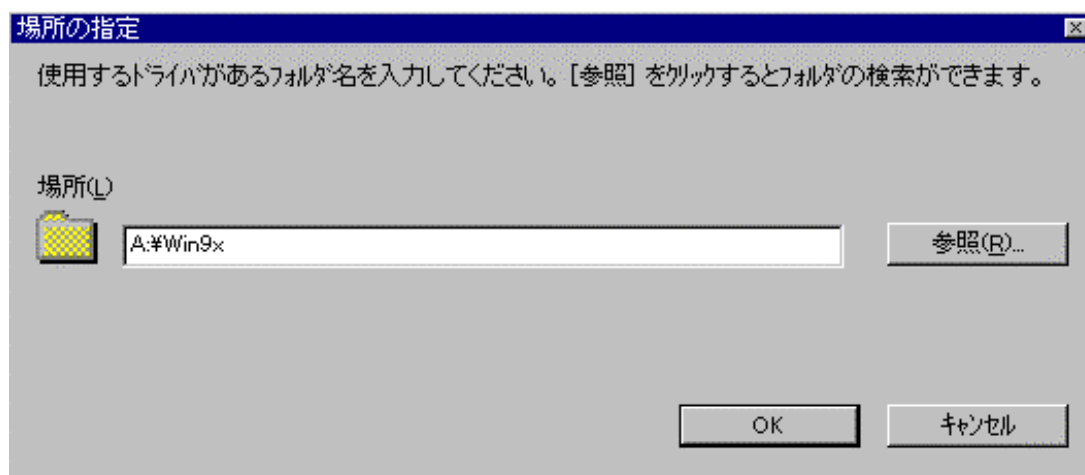 場所の指定
使用するﾄﾞﾗｲﾊﾞがあるﾌｫﾙﾀﾞ名を入力してください。[参照] をｸﾘｯｸするとﾌｫﾙﾀﾞの検索ができます。
場所(L)
A:¥Win9x
参照(R)...
OK
ｷｬﾝｾﾙ